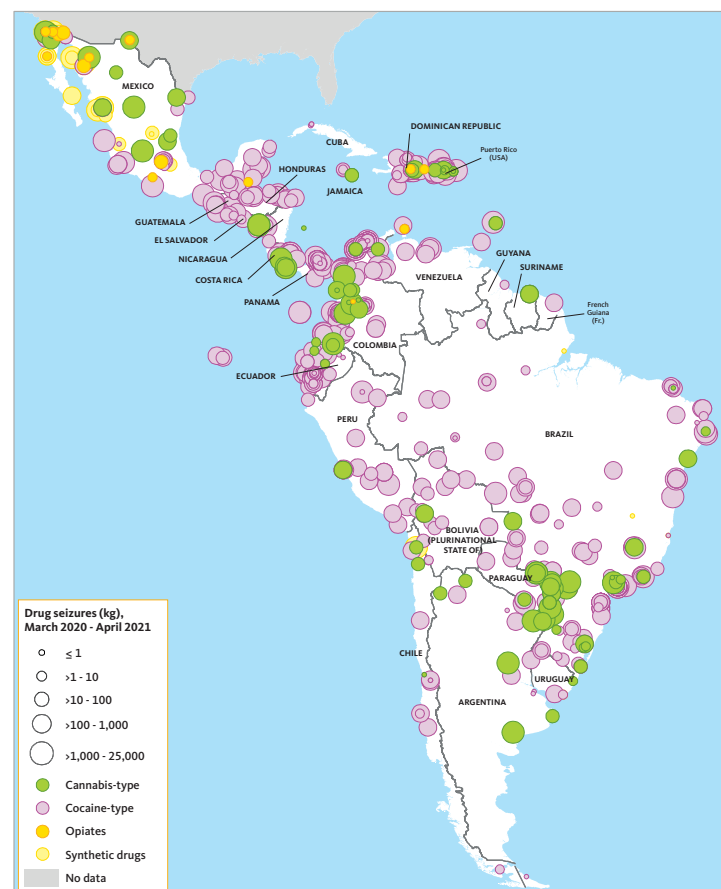 MEXICO
CUBA
DOMINICAN REPUBLIC
Puerto Rico
(USA)
JAMAICA
HONDURAS
GUATEMALA
EL SALVADOR
NICARAGUA
COSTA RICA
PANAMA
VENEZUELA
GUYANA
SURINAME
French
Guiana
(Fr.)
COLOMBIA
ECUADOR
PERU
BRAZIL
BOLIVIA
(PLURINATIONAL
STATE OF)
PARAGUAY
CHILE
URUGUAY
ARGENTINA
Drug seizures (kg),
March 2020 - April 2021
≤ 1
>1 - 10
>10 - 100
>100 - 1,000
>1,000 - 25,000
Cannabis-type
Cocaine-type
Opiates
Synthetic drugs
No data